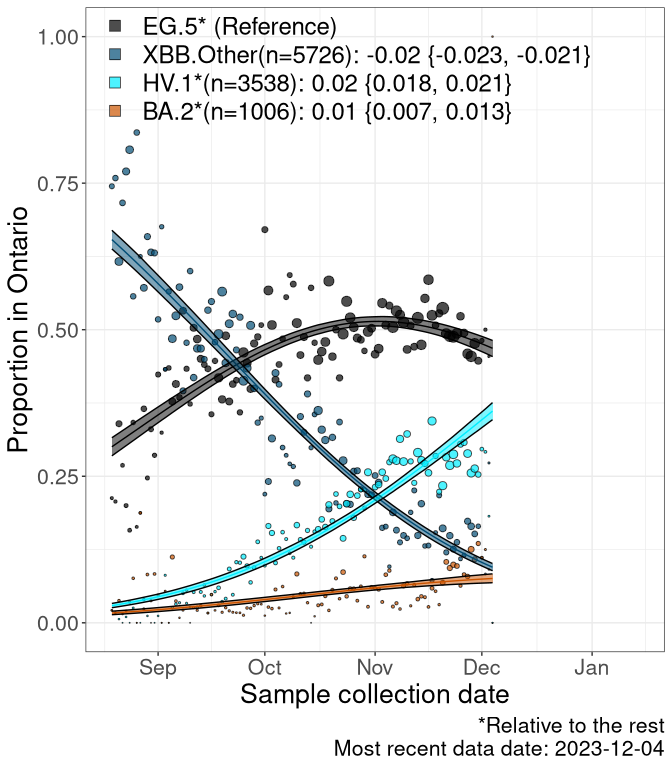 EG.5* (Reference)
XBB.Other(n=5726): -0.02 {-0.023, -0.021}
HV.1*(n=3538): 0.02 {0.018, 0.021}
BA.2*(n=1006): 0.01 {0.007, 0.013}
1.00
0.75
0.50
0.25
0.00
Proportion in Ontario
Sep Oct Nov Dec Jan
Sample collection date
*Relative to the rest
Most recent data date: 2023-12-04